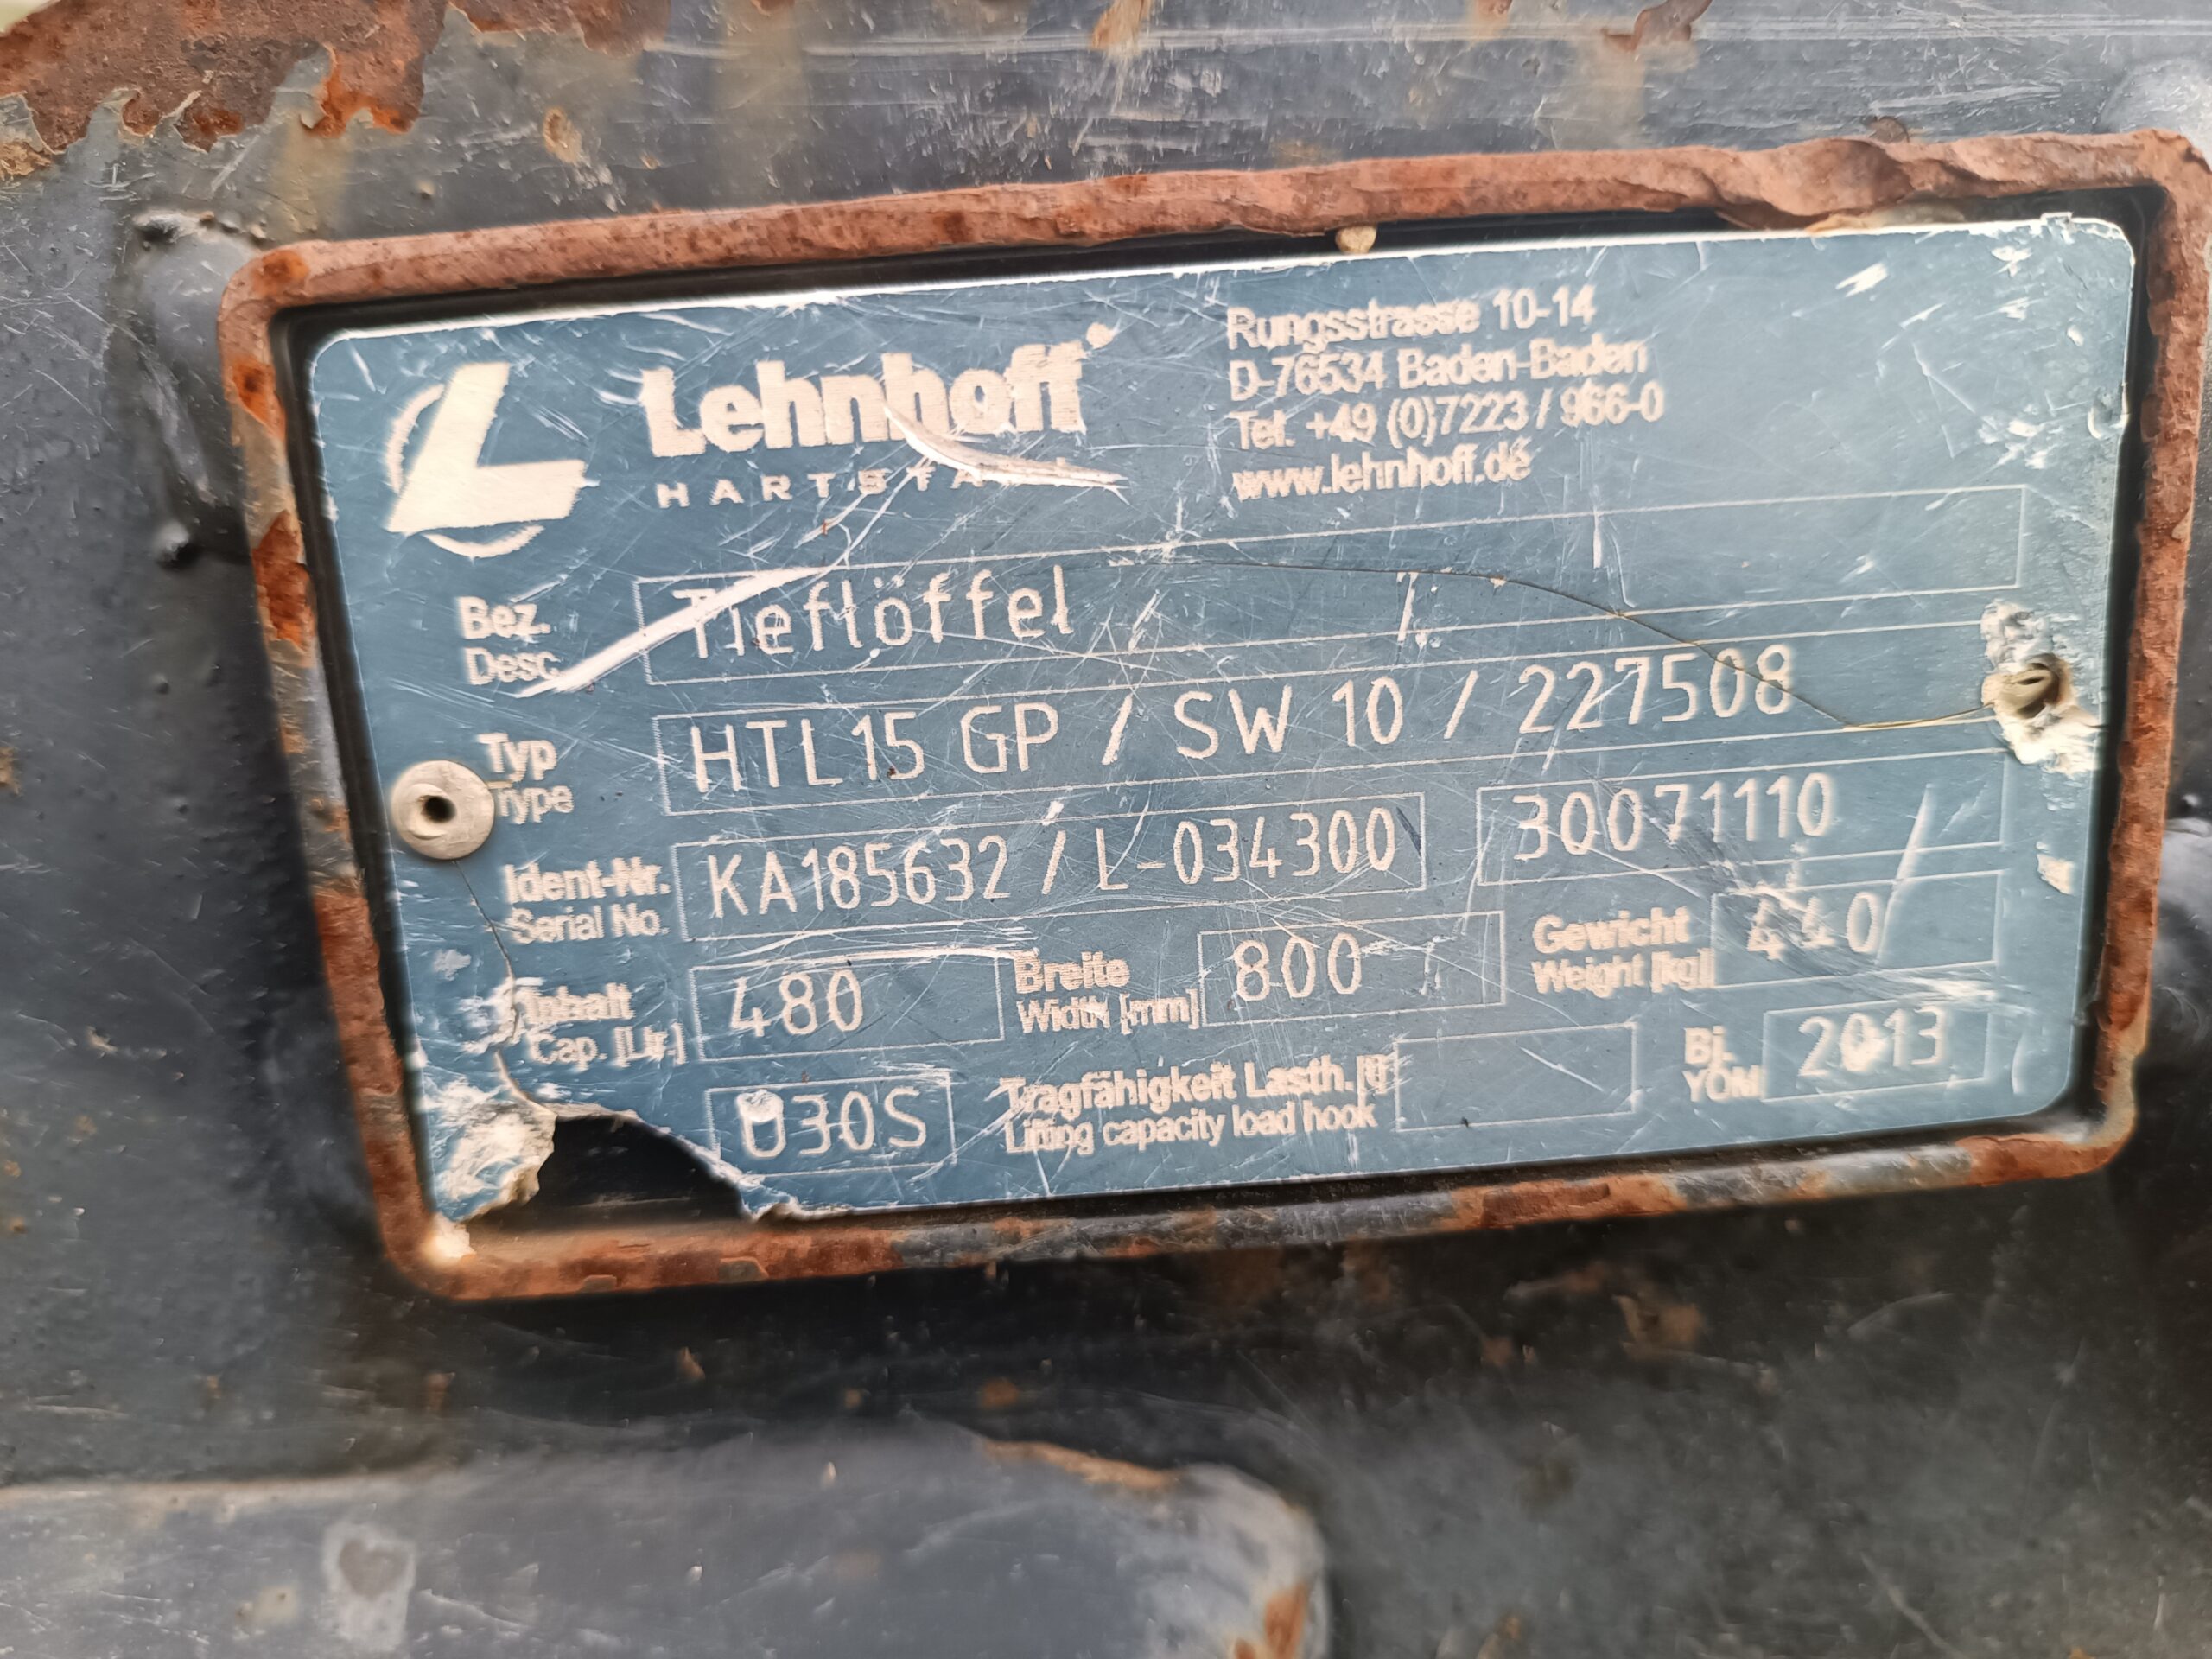 Lehnhoff
HARTSTAHL
Rungsstrasse 10-14
D-76534 Baden-Baden
Tel. +49 (0)7223 / 966-0
www.lehnhoff.de
Bez.
Desc.
Tieflöffel
Typ
Type
HTL15 GP / SW 10 / 227508
Ident-Nr.
Serial No.
KA185632 / L-034300
30071110
Inhalt
Cap. [Ltr.]
480
Breite
Width [mm]
800
Gewicht
Weight [kg]
440
30S
Tragfähigkeit Lasth. [t]
Lifting capacity load hook
Bj.
YOM
2013